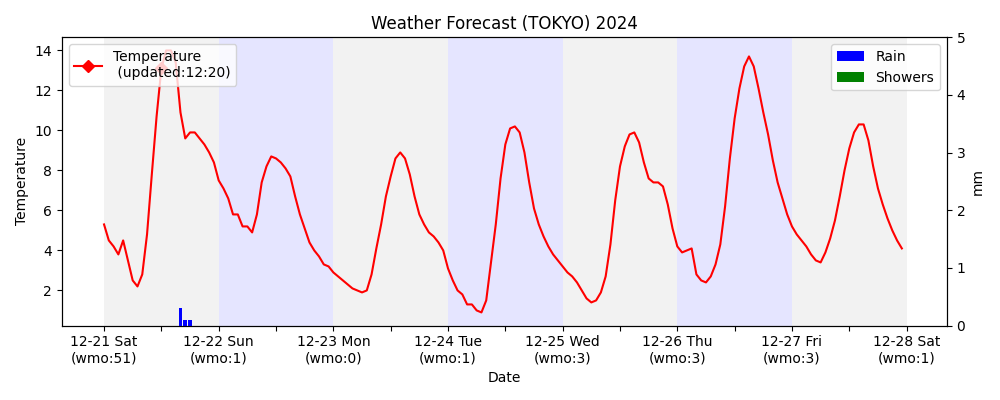 Weather Forecast (TOKYO) 2024
Temperature
(updated:12:20)
Rain
Showers
14
12
10
8
6
4
2
Temperature
5
4
3
2
1
0
mm
12-21 Sat
(wmo:51)
12-22 Sun
(wmo:1)
12-23 Mon
(wmo:0)
12-24 Tue
(wmo:1)
12-25 Wed
(wmo:3)
12-26 Thu
(wmo:3)
12-27 Fri
(wmo:3)
12-28 Sat
(wmo:1)
Date